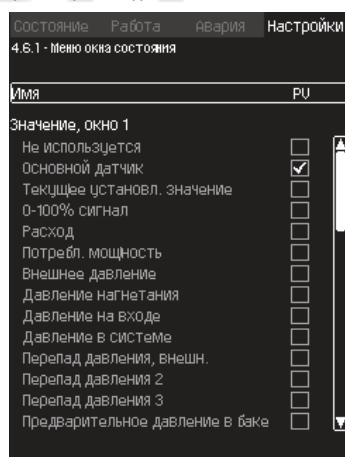 Состояние Работа Авария Настройки
4.6.1 - Меню окна состояния
Имя PV
Значение, окно 1
Не используется
Основной датчик
Текущее установл. значение
0-100% сигнал
Расход
Потребл. мощность
Внешнее давление
Давление нагнетания
Давление на входе
Давление в системе
Перепад давления, внешн.
Перепад давления 2
Перепад давления 3
Предварительное давление в баке